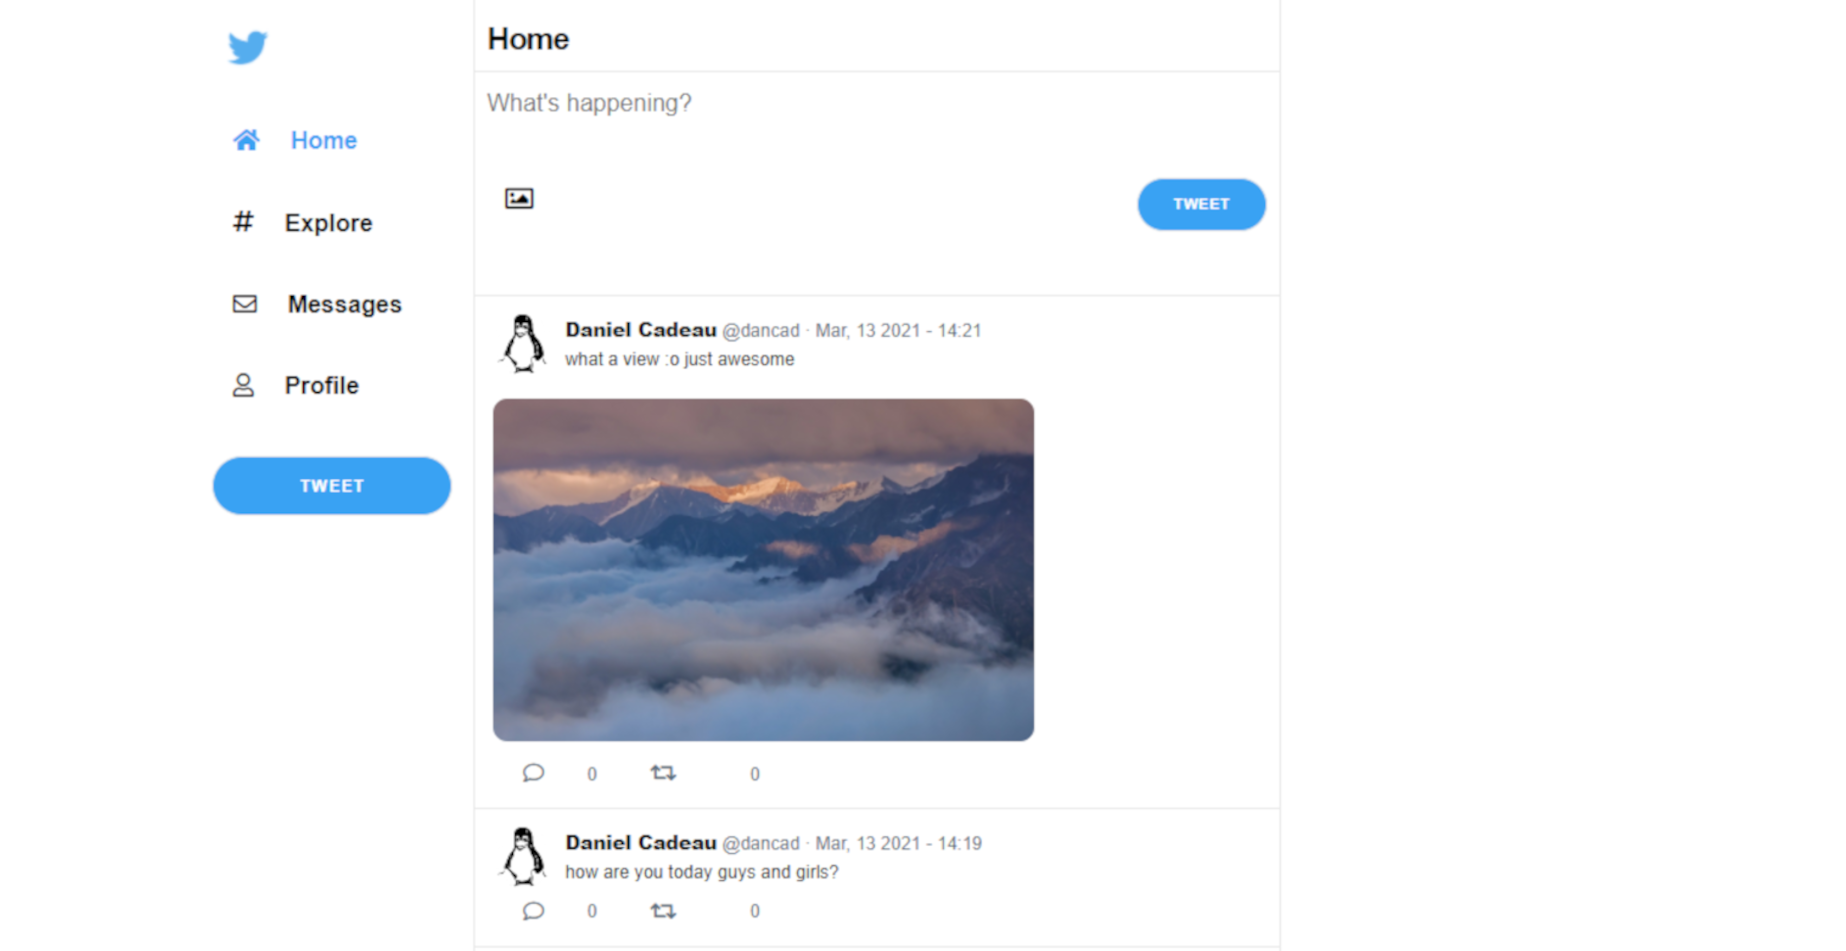 Home
Explore
Messages
Profile
TWEET
Home
What's happening?
TWEET
Daniel Cadeau @dancad · Mar, 13 2021 - 14:21
what a view :o just awesome
0 0
Daniel Cadeau @dancad · Mar, 13 2021 - 14:19
how are you today guys and girls?
0 0